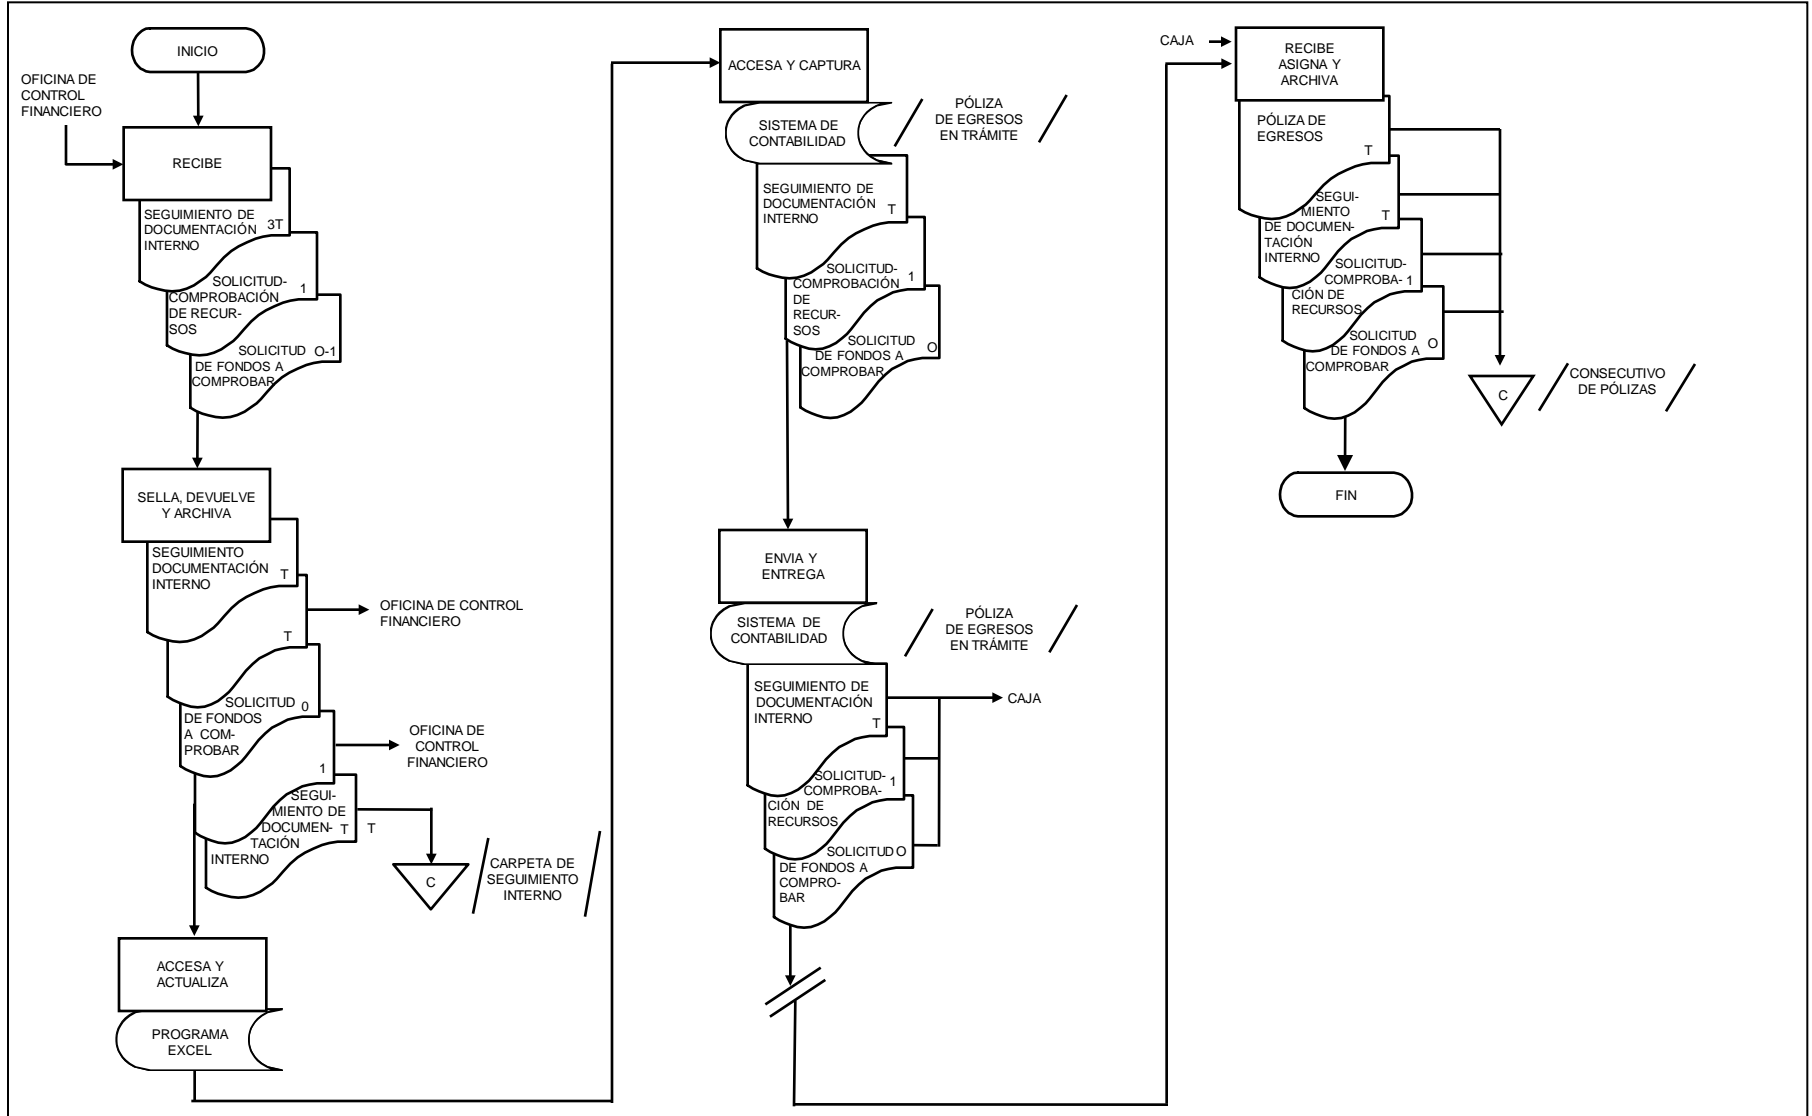 INICIO
OFICINA DE
CONTROL
FINANCIERO
RECIBE
SEGUIMIENTO DE
DOCUMENTACIÓN
INTERNO
3T
SOLICITUD-
COMPROBACIÓN
DE RECUR-
SOS
1
SOLICITUD
DE FONDOS A
COMPROBAR
O-1
SELLA, DEVUELVE
Y ARCHIVA
SEGUIMIENTO
DOCUMENTACIÓN
INTERNO
T
T
OFICINA DE CONTROL
FINANCIERO
SOLICITUD
DE FONDOS
A COM-
PROBAR
0
1
OFICINA DE
CONTROL
FINANCIERO
SEGUI-
MIENTO DE
DOCUMEN-
TACIÓN
INTERNO
T T
C
CARPETA DE
SEGUIMIENTO
INTERNO
ACCESA Y
ACTUALIZA
PROGRAMA
EXCEL
ACCESA Y CAPTURA
SISTEMA DE
CONTABILIDAD
PÓLIZA
DE EGRESOS
EN TRÁMITE
SEGUIMIENTO DE
DOCUMENTACIÓN
INTERNO
T
SOLICITUD-
COMPROBACIÓN
DE
RECUR-
SOS
1
SOLICITUD
DE FONDOS A
COMPROBAR
O
ENVIA Y
ENTREGA
SISTEMA DE
CONTABILIDAD
PÓLIZA
DE EGRESOS
EN TRÁMITE
SEGUIMIENTO DE
DOCUMENTACIÓN
INTERNO
T
CAJA
SOLICITUD-
COMPROBA-
CIÓN DE
RECURSOS
1
SOLICITUD
DE FONDOS A
COMPRO-
BAR
O
CAJA
RECIBE
ASIGNA Y
ARCHIVA
PÓLIZA DE
EGRESOS
T
SEGUI-
MIENTO
DE DOCUMEN-
TACIÓN
INTERNO
T
SOLICITUD-
COMPROBA-
CIÓN DE
RECURSOS
1
SOLICITUD
DE FONDOS A
COMPROBAR
O
C
CONSECUTIVO
DE PÓLIZAS
FIN